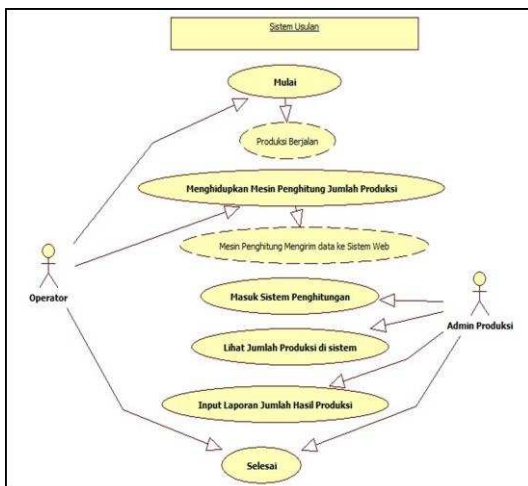 Sistem Usulan
Mulai
Produksi Berjalan
Menghidupkan Mesin Penghitung Jumlah Produksi
Mesin Penghitung Mengirim data ke Sistem Web
Operator
Masuk Sistem Penghitungan
Admin Produksi
Lihat Jumlah Produksi di sistem
Input Laporan Jumlah Hasil Produksi
Selesai